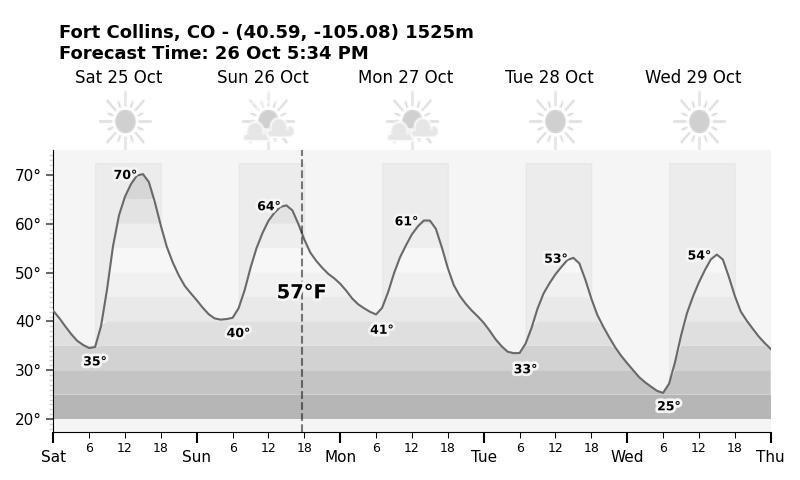 Fort Collins, CO - (40.59, -105.08) 1525m
Forecast Time: 26 Oct 5:34 PM
Sat 25 Oct Sun 26 Oct Mon 27 Oct Tue 28 Oct Wed 29 Oct
70°
60°
50°
40°
30°
20°
70°
64°
61°
53°
54°
57°F
35°
40°
41°
33°
25°
6 12 18 6 12 18 6 12 18 6 12 18 6 12 18
Sat Sun Mon Tue Wed Thu